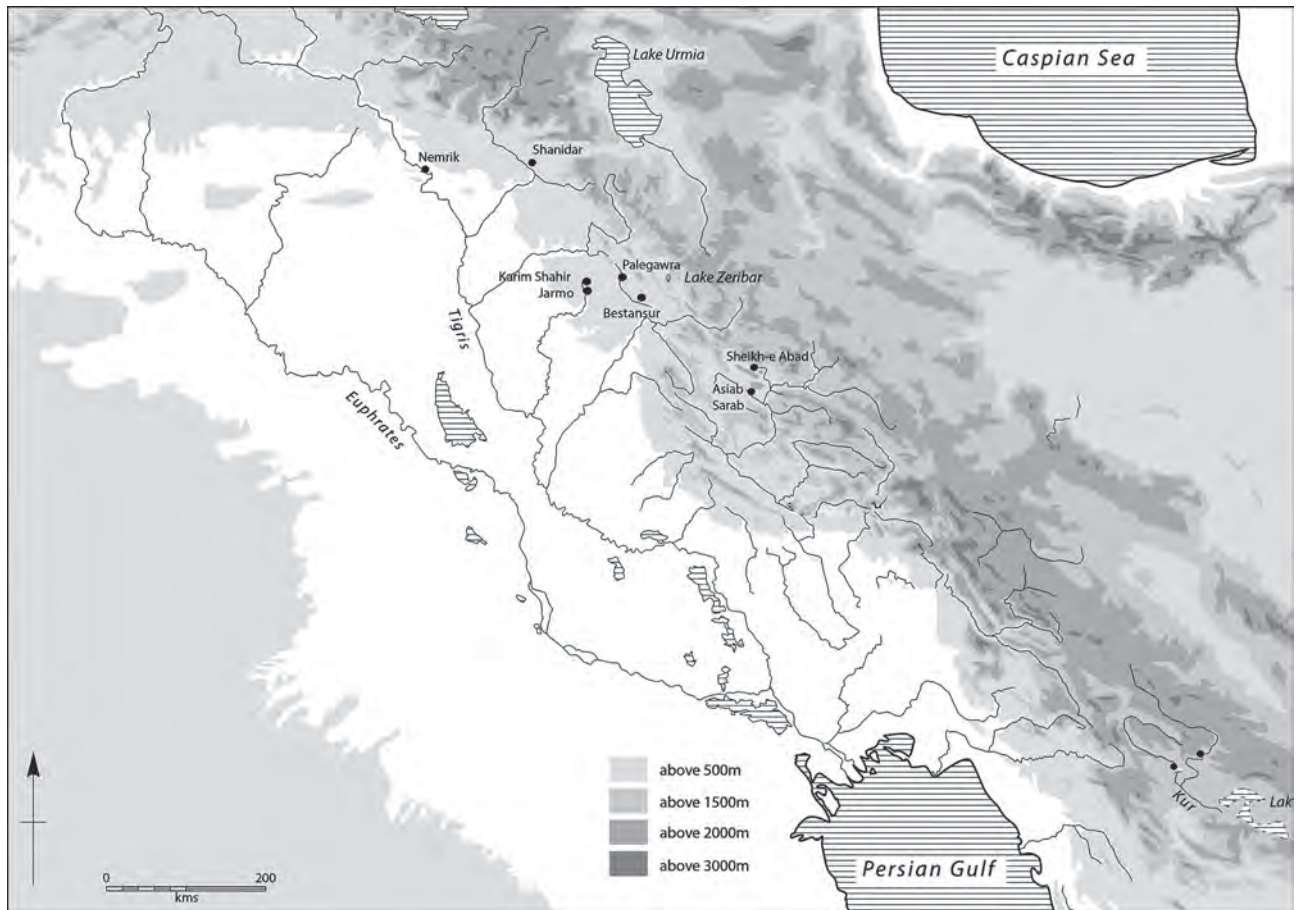 Lake Urmia
Caspian Sea
Nemrik
Shanidar
Karim Shahir
Jarmo
Palegawra
Lake Zeribar
Bestansur
Tigris
Sheikh-e Abad
Asiab
Sarab
Euphrates
above 500m
above 1500m
above 2000m
above 3000m
Kur
Lak
Persian Gulf
0 200
kms